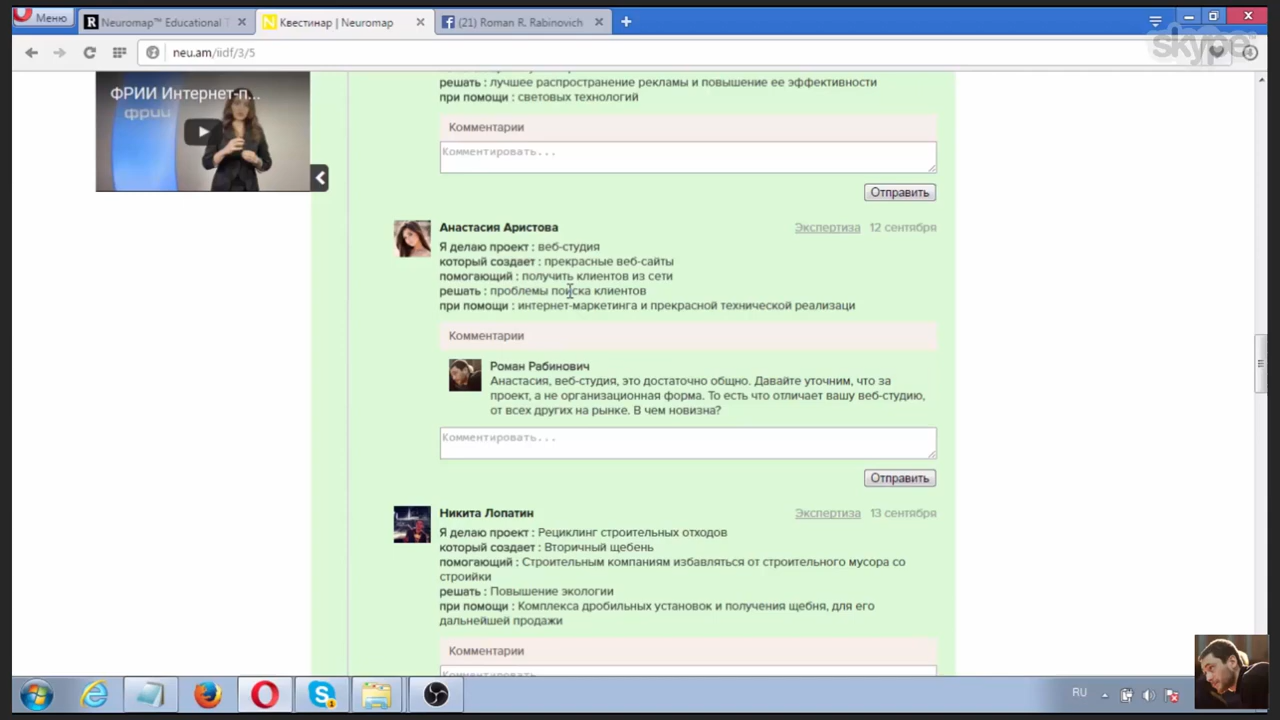 Меню
Neuromap™ Educational T
Квестинар | Neuromap
(21) Roman R. Rabinovich
neu.am/iidf/3/5
skype
4
ФРИИ Интернет-п...
фрии
решать : лучшее распространение рекламы и повышение ее эффективности
при помощи : световых технологий
Комментарии
Комментировать...
Отправить
Анастасия Аристова
Экспертиза 12 сентября
Я делаю проект : веб-студия
который создает : прекрасные веб-сайты
помогающий : получить клиентов из сети
решать : проблемы поиска клиентов
при помощи : интернет-маркетинга и прекрасной технической реализаци
Комментарии
Роман Рабинович
Анастасия, веб-студия, это достаточно общно. Давайте уточним, что за
проект, а не организационная форма. То есть что отличает вашу веб-студию,
от всех других на рынке. В чем новизна?
Комментировать...
Отправить
Никита Лопатин
Экспертиза 13 сентября
Я делаю проект : Рециклинг строительных отходов
который создает : Вторичный щебень
помогающий : Строительным компаниям избавляться от строительного мусора со
строийки
решать : Повышение экологии
при помощи : Комплекса дробильных установок и получения щебня, для его
дальнейшей продажи
Комментарии
Комментировать...
RU